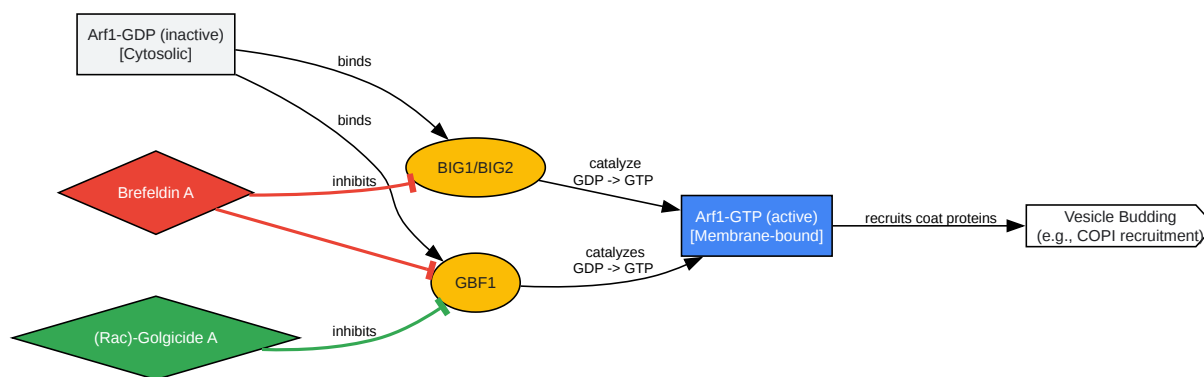 Arf1-GDP (inactive)
[Cytosolic]
binds
binds
Brefeldin A
inhibits
BIG1/BIG2
catalyze
GDP -> GTP
Arf1-GTP (active)
[Membrane-bound]
recruits coat proteins
Vesicle Budding
(e.g., COPI recruitment)
catalyzes
GDP -> GTP
GBF1
(Rac)-Golgicide A
inhibits